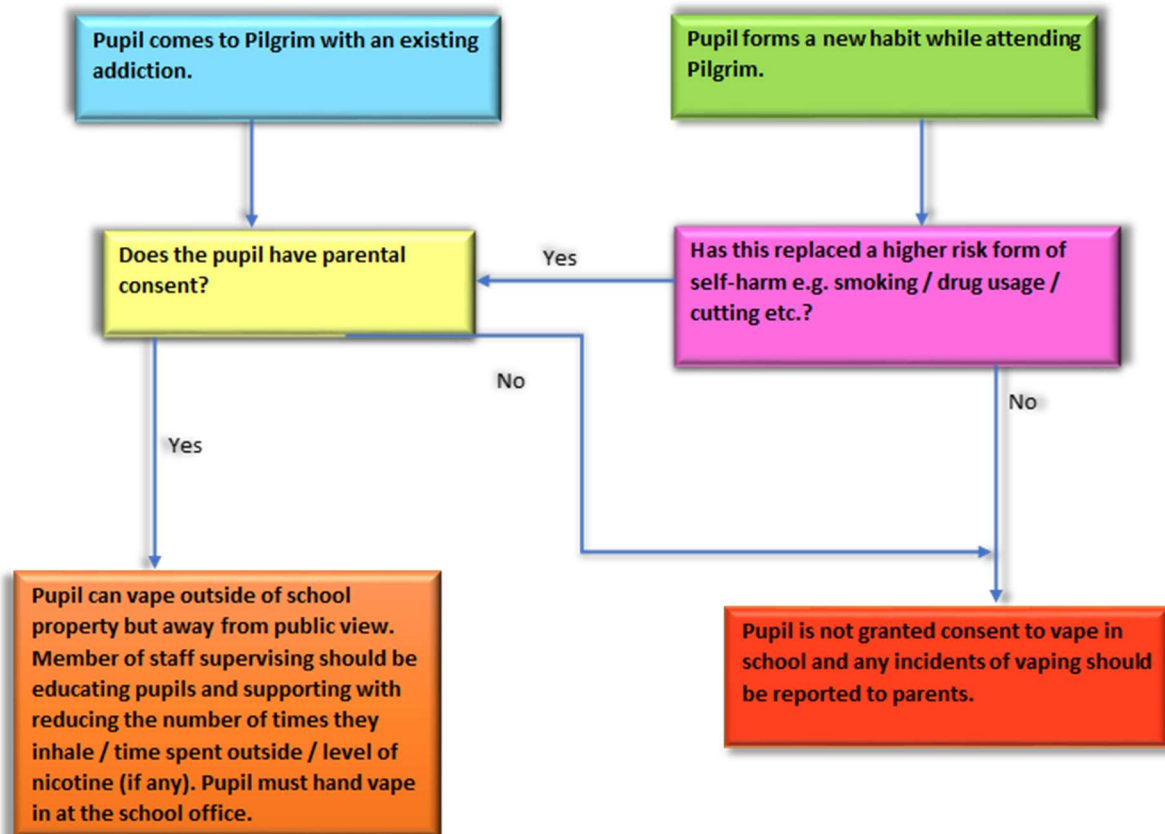 Pupil comes to Pilgrim with an existing
addiction.
Pupil forms a new habit while attending
Pilgrim.
Does the pupil have parental
consent?
Yes
Has this replaced a higher risk form of
self-harm e.g. smoking / drug usage /
cutting etc.?
No
No
Yes
Pupil can vape outside of school
property but away from public view.
Member of staff supervising should be
educating pupils and supporting with
reducing the number of times they
inhale / time spent outside / level of
nicotine (if any). Pupil must hand vape
in at the school office.
Pupil is not granted consent to vape in
school and any incidents of vaping should
be reported to parents.